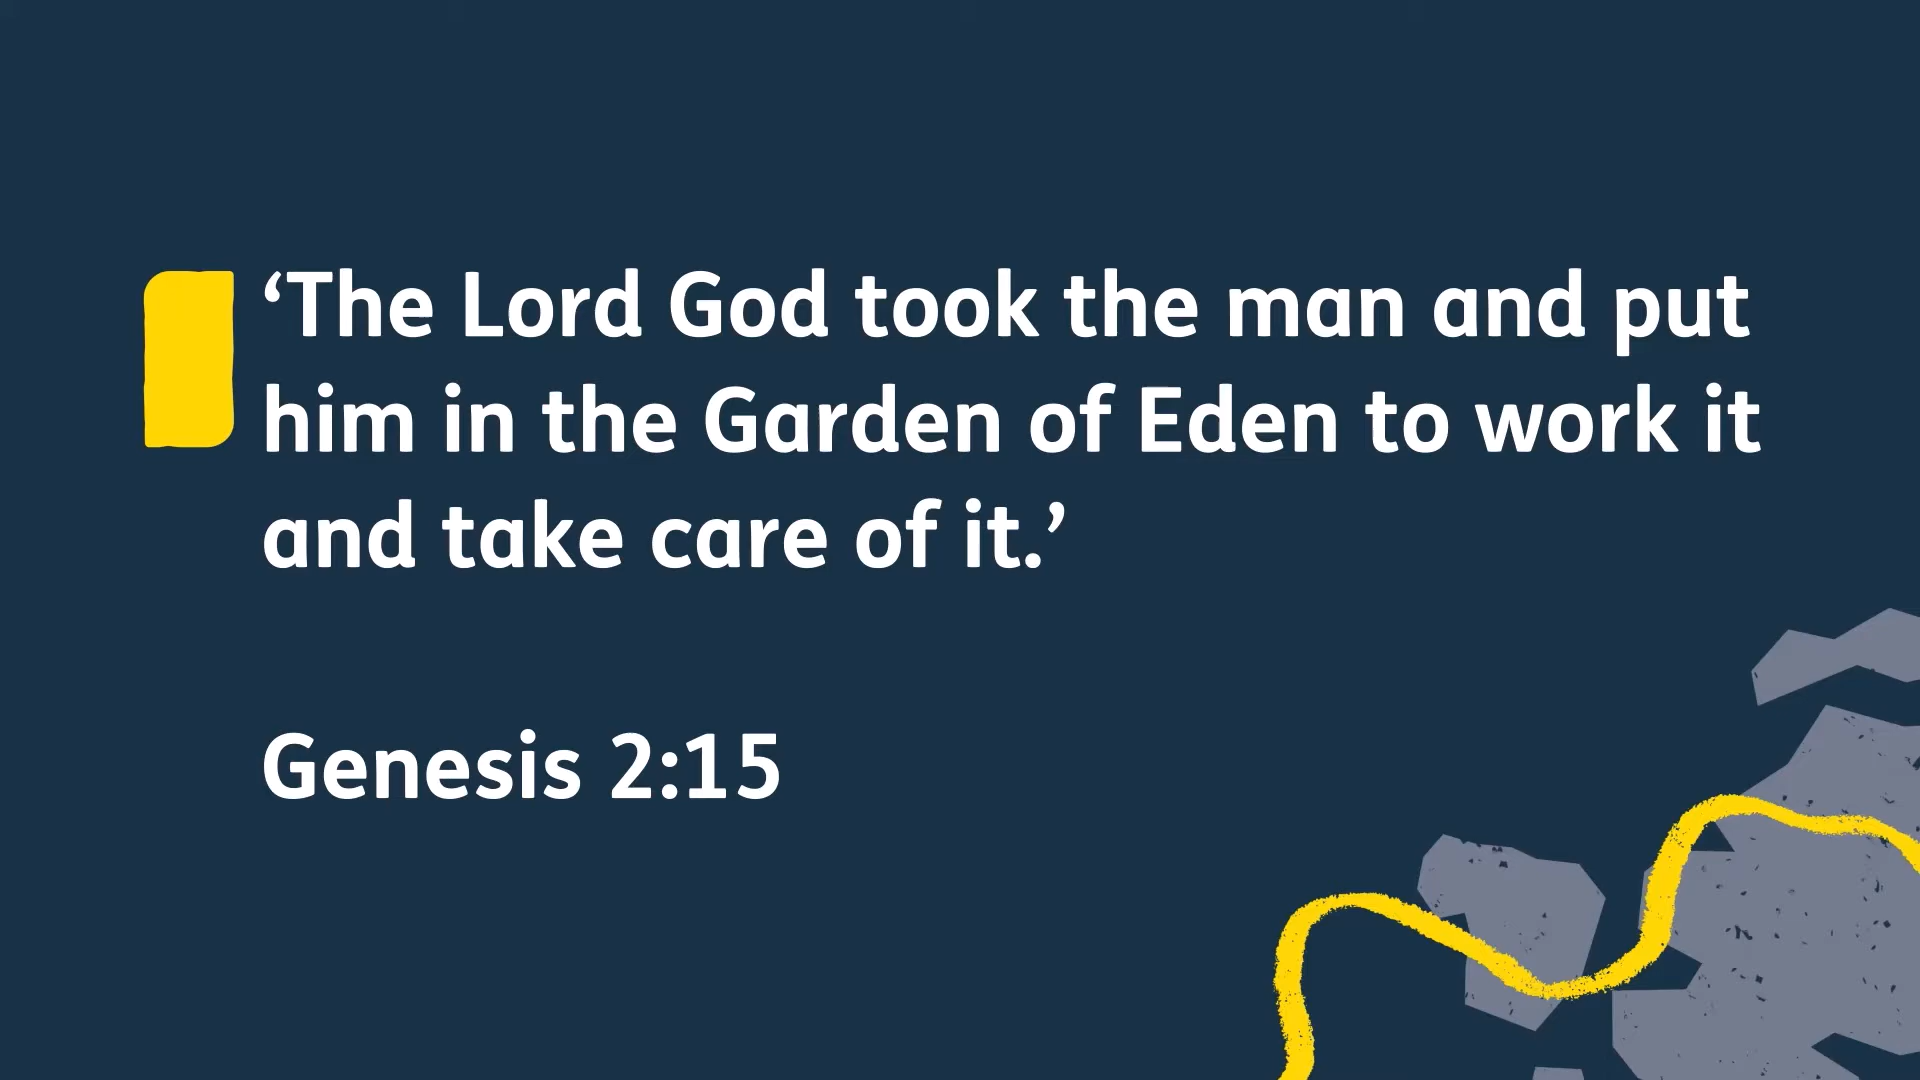 ‘The Lord God took the man and put
him in the Garden of Eden to work it
and take care of it.’
Genesis 2:15